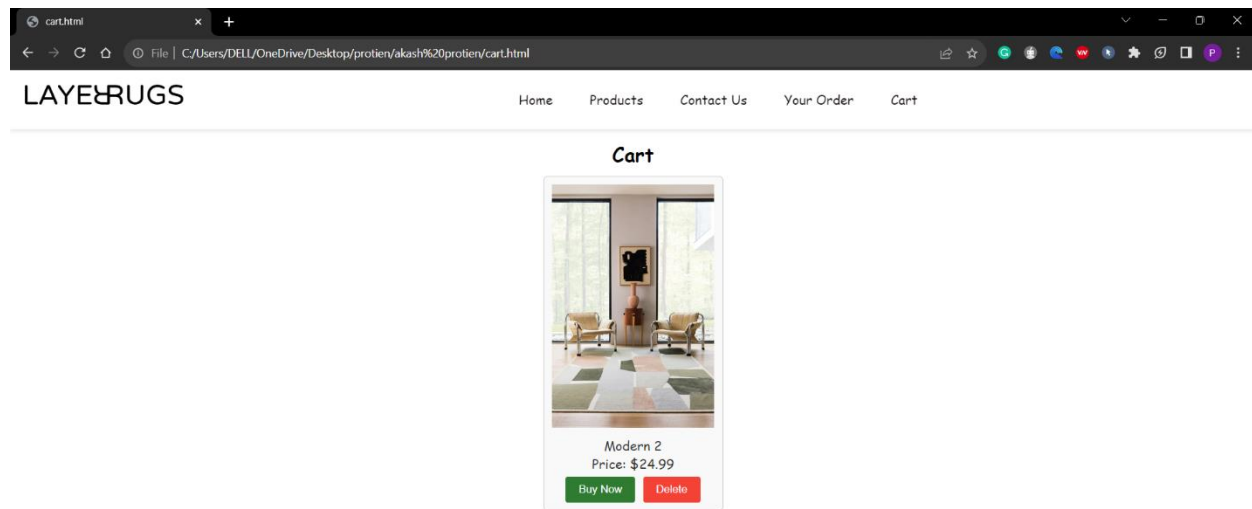 cart.html
File | C:/Users/DELL/OneDrive/Desktop/protien/akash%20protien/cart.html
LAYERRUGS
Home Products Contact Us Your Order Cart
Cart
Modern 2
Price: $24.99
Buy Now Delete